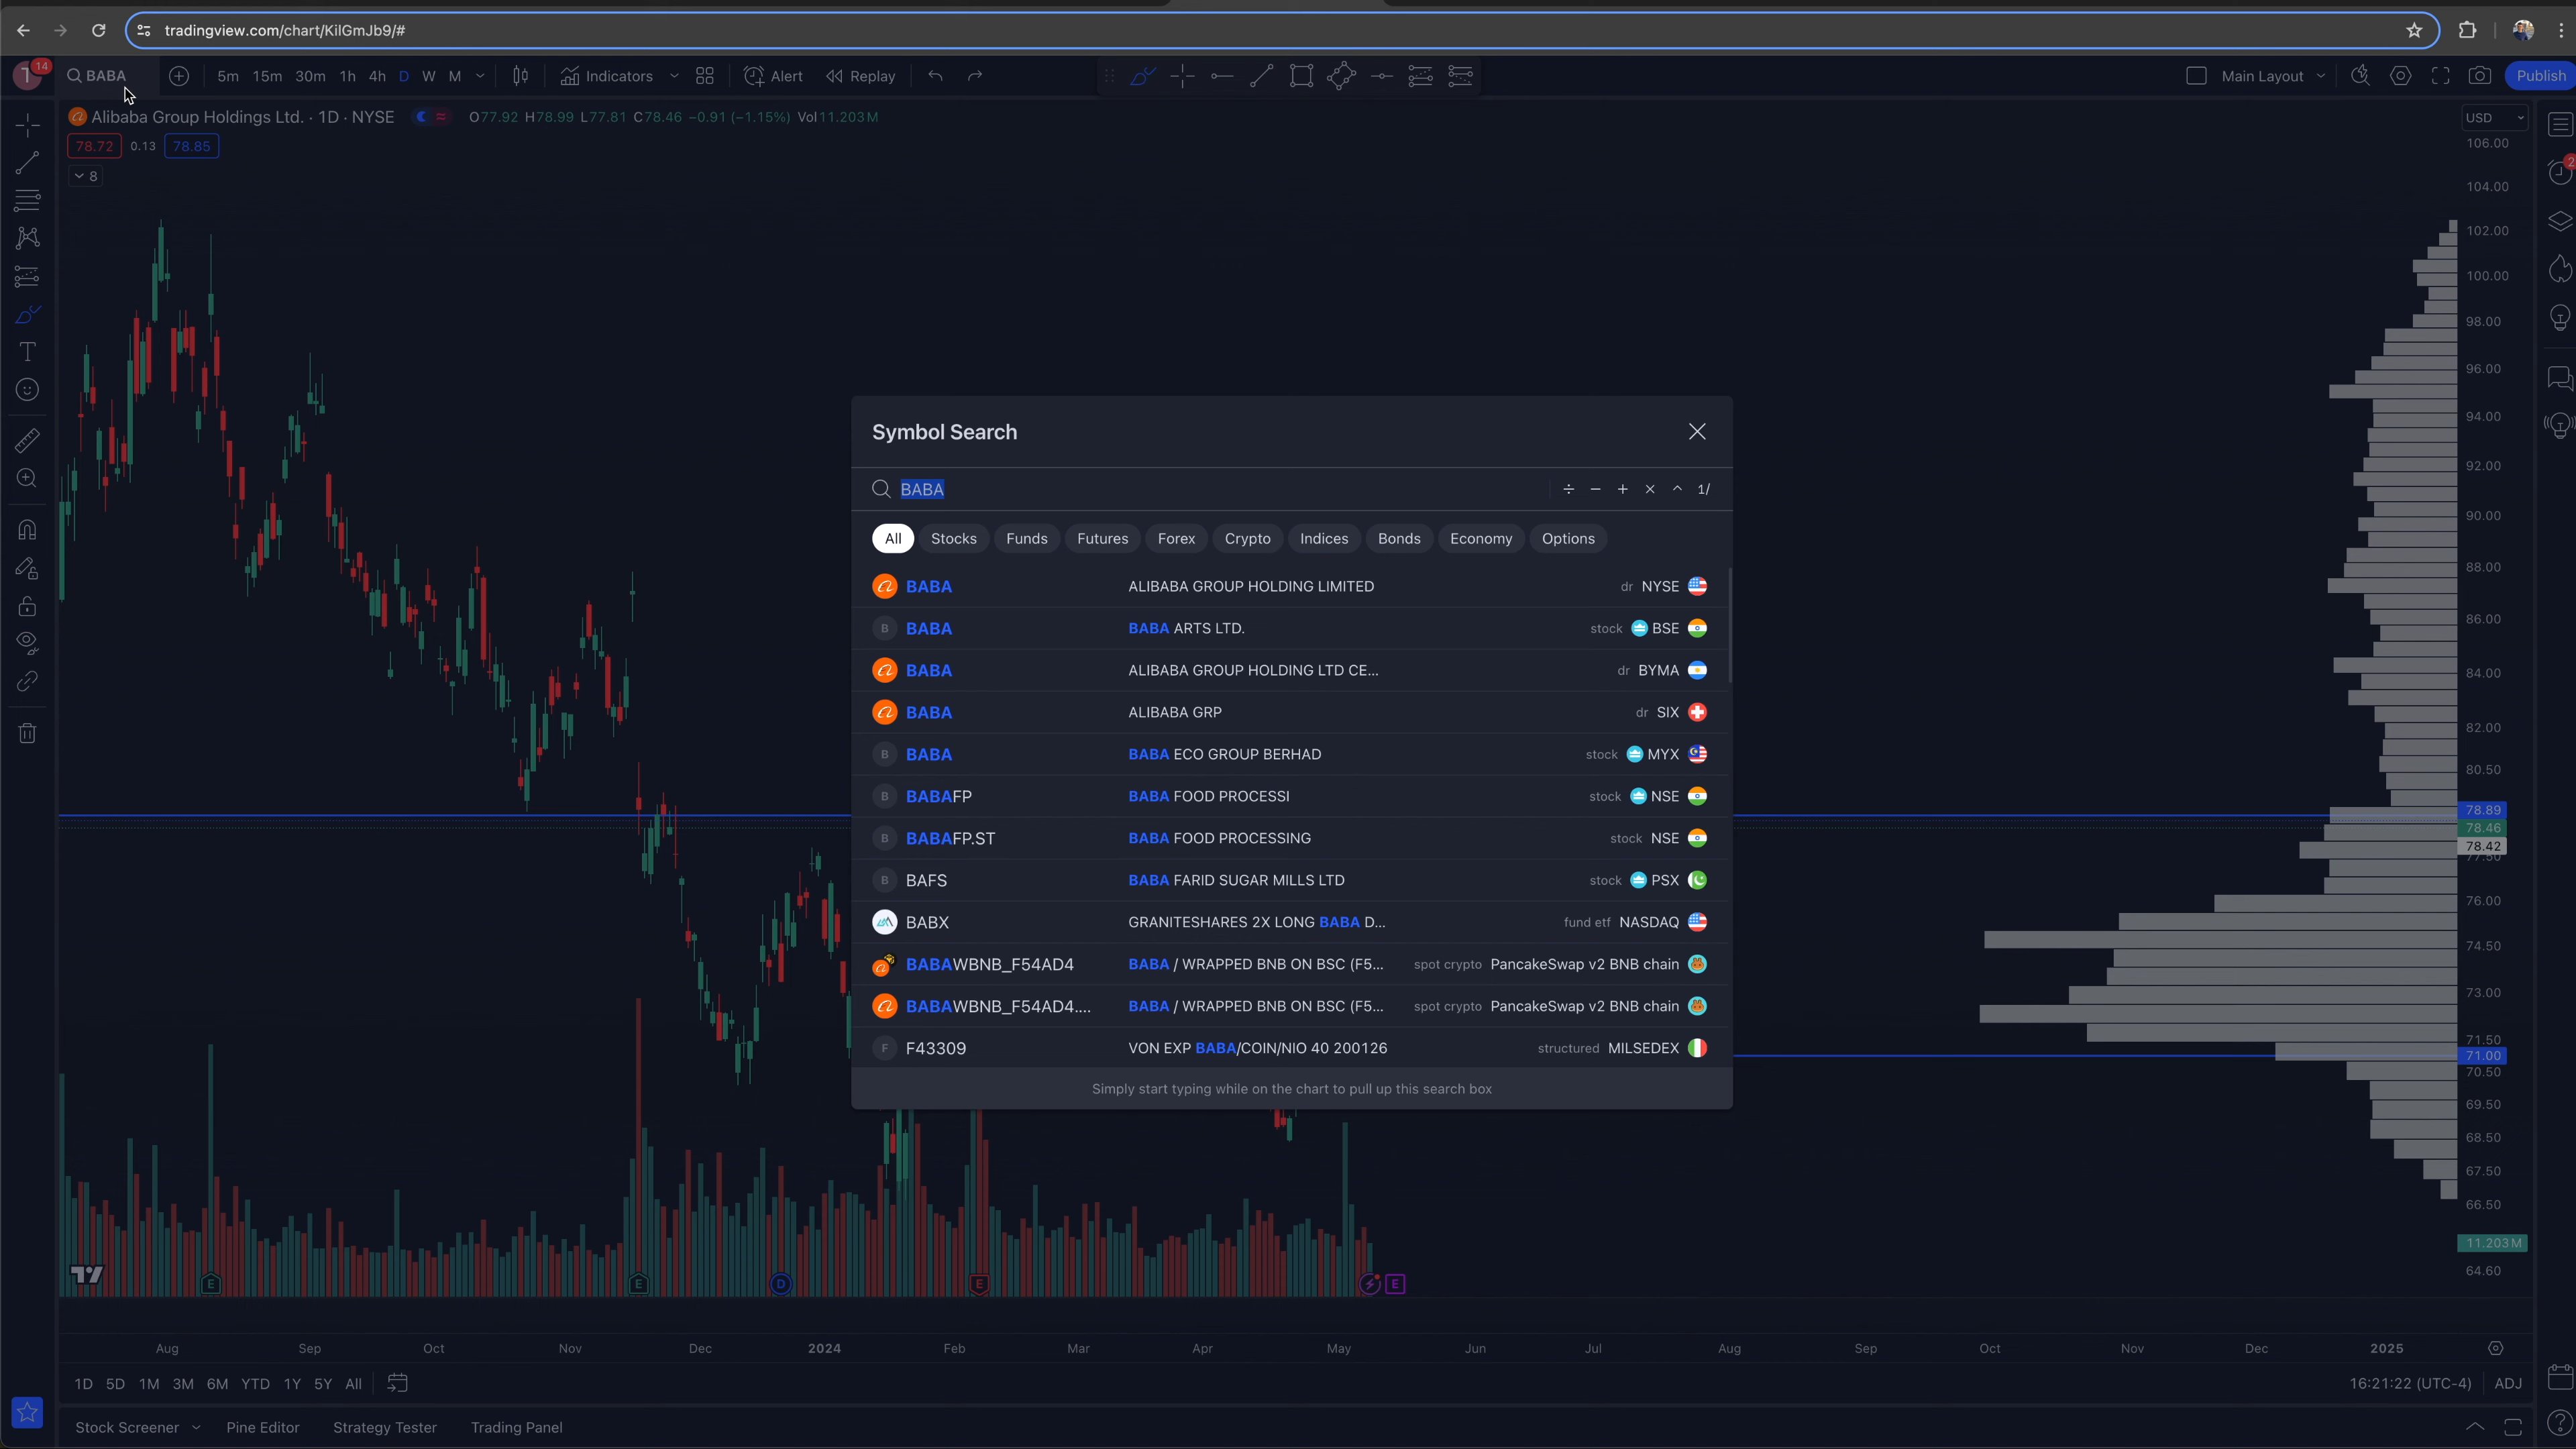 tradingview.com/chart/KilGmJb9/#
14
BABA 5m 15m 30m 1h 4h D W M Indicators Alert Replay Main Layout Publish
Alibaba Group Holdings Ltd. · 1D · NYSE O77.92 H78.99 L77.81 C78.46 −0.91 (−1.15%) Vol11.203M
USD
78.72 0.13 78.85
8
Symbol Search
BABA ÷ − + × ^ 1/
All Stocks Funds Futures Forex Crypto Indices Bonds Economy Options
BABA ALIBABA GROUP HOLDING LIMITED dr NYSE
B BABA BABA ARTS LTD. stock BSE
BABA ALIBABA GROUP HOLDING LTD CE... dr BYMA
BABA ALIBABA GRP dr SIX
B BABA BABA ECO GROUP BERHAD stock MYX
B BABAFP BABA FOOD PROCESSI stock NSE
B BABAFP.ST BABA FOOD PROCESSING stock NSE
B BAFS BABA FARID SUGAR MILLS LTD stock PSX
BABX GRANITESHARES 2X LONG BABA D... fund etf NASDAQ
BABAWBNB_F54AD4 BABA / WRAPPED BNB ON BSC (F5... spot crypto PancakeSwap v2 BNB chain
BABAWBNB_F54AD4.... BABA / WRAPPED BNB ON BSC (F5... spot crypto PancakeSwap v2 BNB chain
F F43309 VON EXP BABA/COIN/NIO 40 200126 structured MILSEDEX
Simply start typing while on the chart to pull up this search box
106.00
104.00
102.00
100.00
98.00
96.00
94.00
92.00
90.00
88.00
86.00
84.00
82.00
80.50
78.89
78.46
78.42
77.50
76.00
74.50
73.00
71.50
71.00
70.50
69.50
68.50
67.50
66.50
11.203M
64.60
2
E E D E E
Aug Sep Oct Nov Dec 2024 Feb Mar Apr May Jun Jul Aug Sep Oct Nov Dec 2025
1D 5D 1M 3M 6M YTD 1Y 5Y All 16:21:22 (UTC-4) ADJ
Stock Screener Pine Editor Strategy Tester Trading Panel